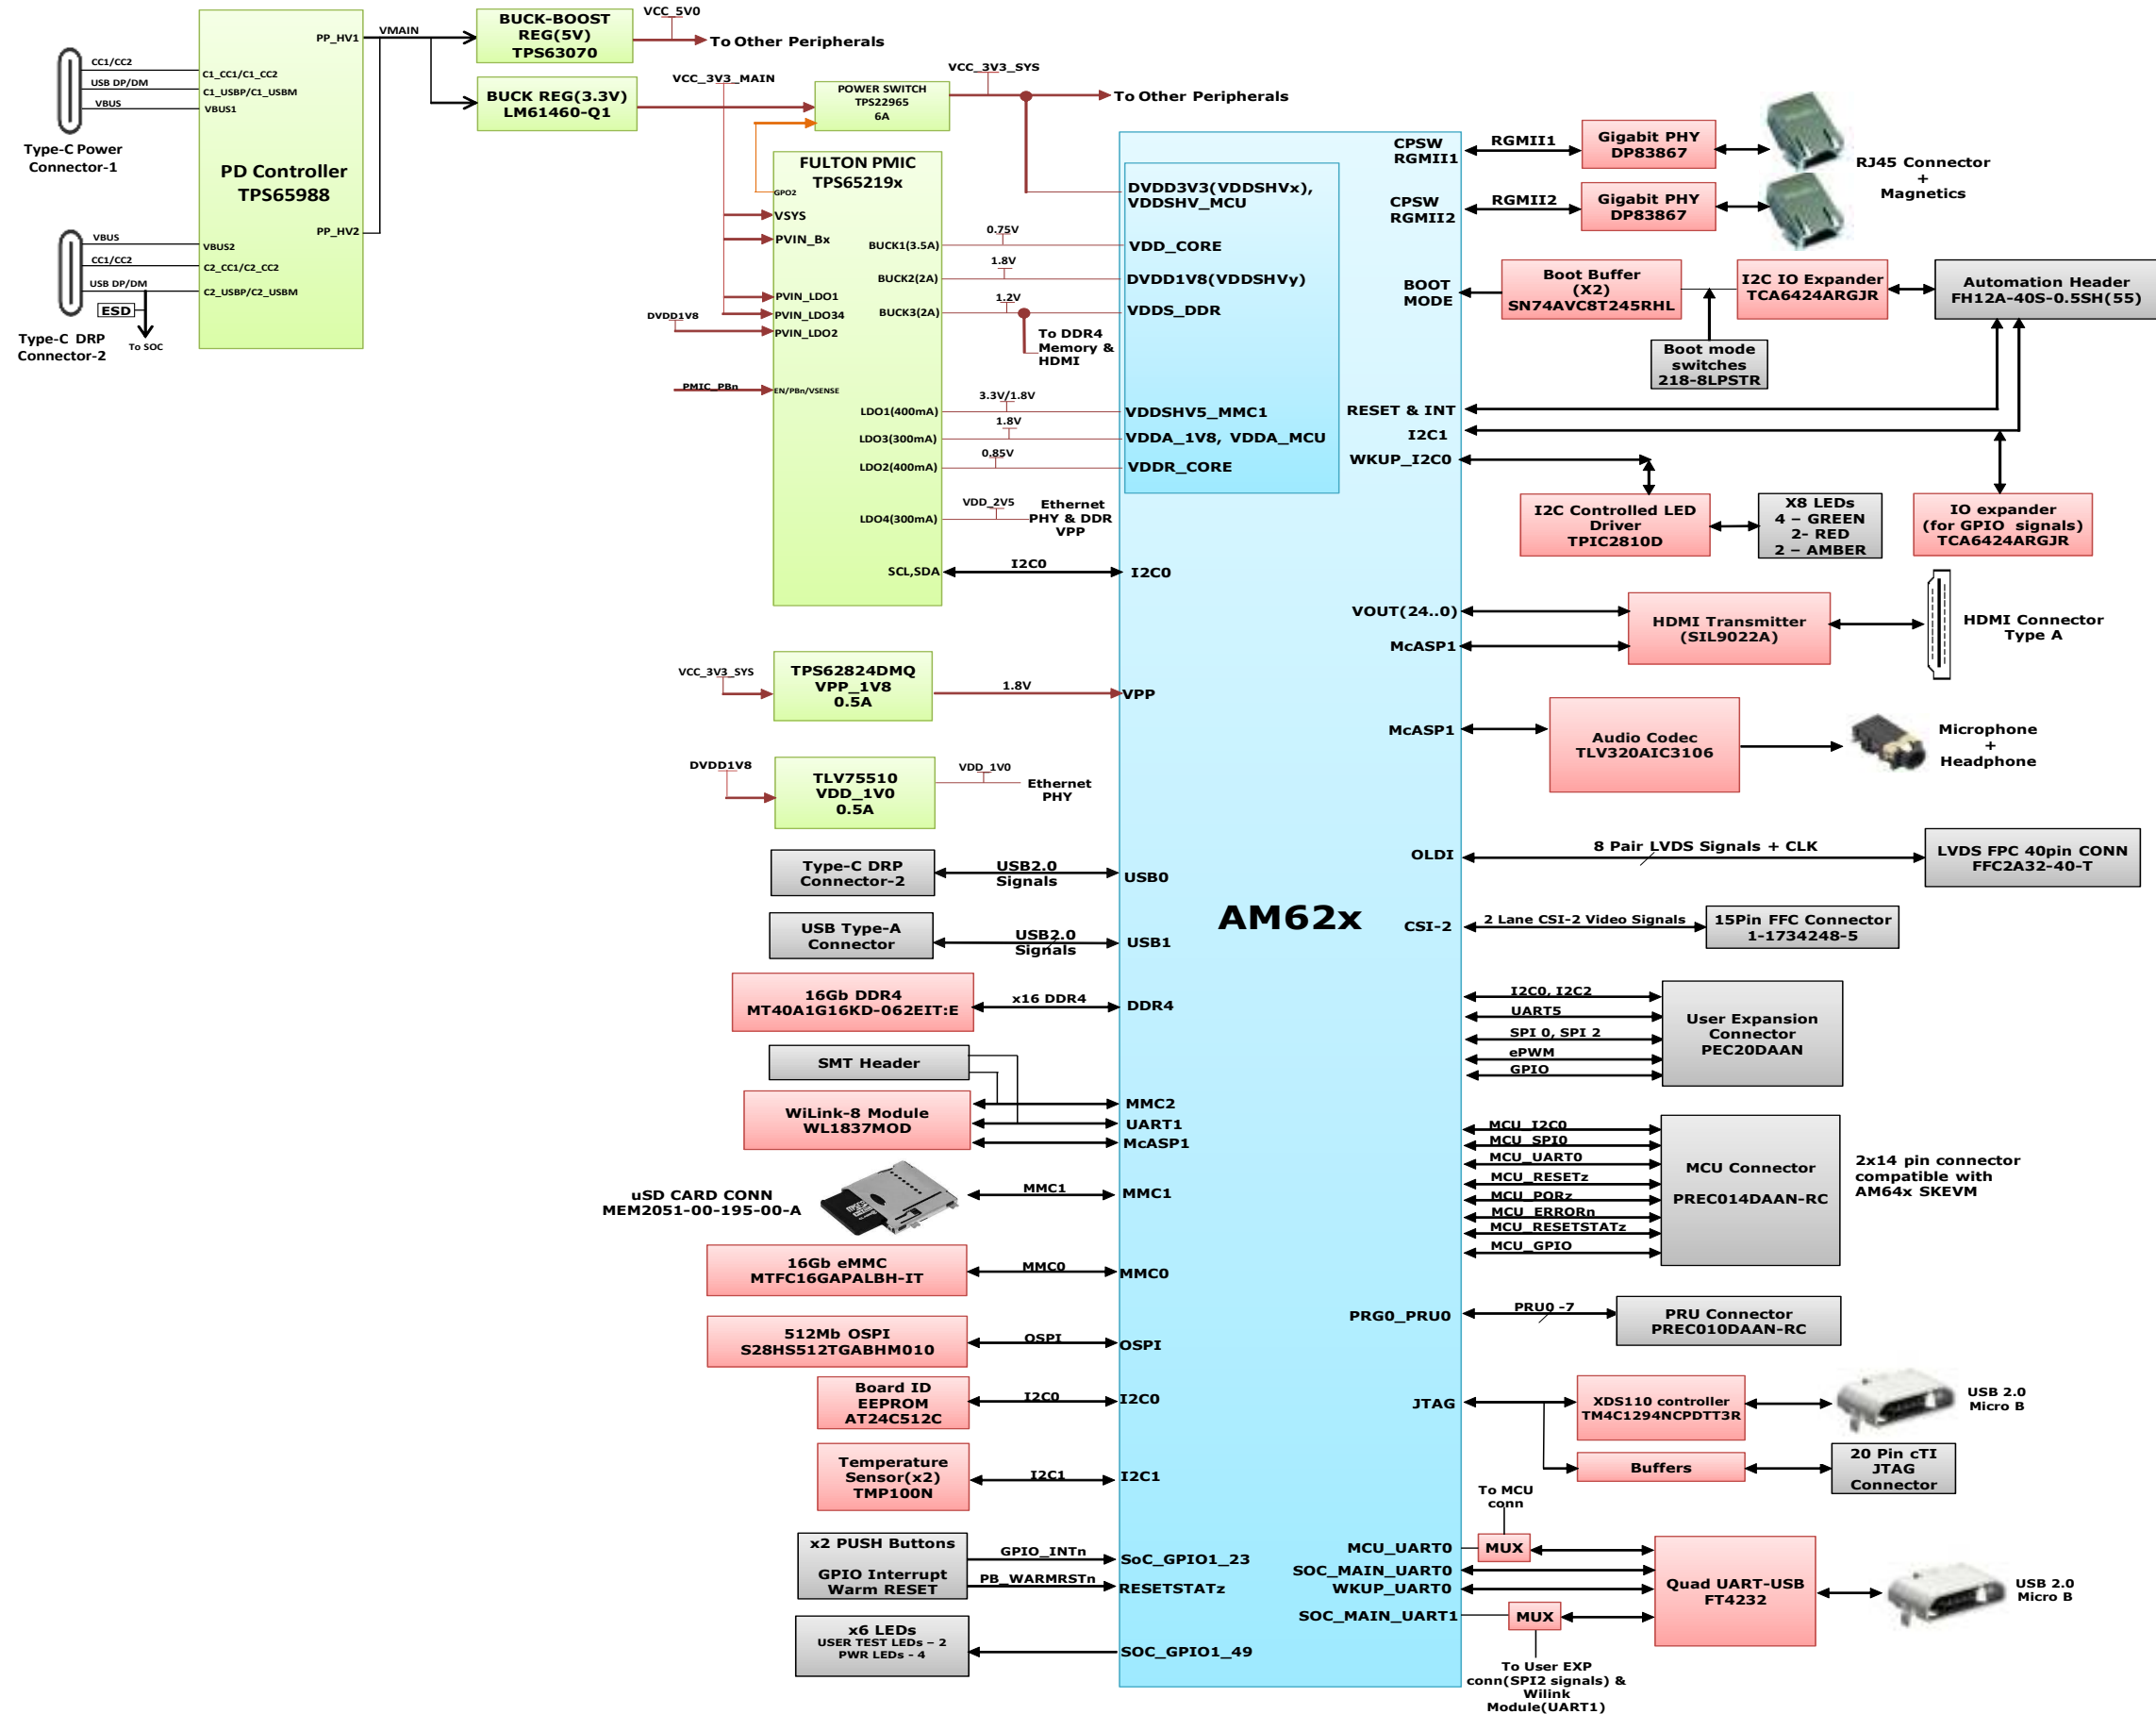 CC1/CC2
USB DP/DM
VBUS
Type-C Power
Connector-1
VBUS
CC1/CC2
USB DP/DM
ESD
To SOC
Type-C DRP
Connector-2
PP_HV1
C1_CC1/C1_CC2
C1_USBP/C1_USBM
VBUS1
PD Controller
TPS65988
PP_HV2
VBUS2
C2_CC1/C2_CC2
C2_USBP/C2_USBM
VMAIN
BUCK-BOOST
REG(5V)
TPS63070
VCC_5V0
To Other Peripherals
BUCK REG(3.3V)
LM61460-Q1
VCC_3V3_MAIN
POWER SWITCH
TPS22965
6A
VCC_3V3_SYS
To Other Peripherals
FULTON PMIC
TPS65219x
GPO2
VSYS
PVIN_Bx
PVIN_LDO1
PVIN_LDO34
DVDD1V8
PVIN_LDO2
PMIC_PBn
EN/PBn/VSENSE
BUCK1(3.5A)
BUCK2(2A)
BUCK3(2A)
LDO1(400mA)
LDO3(300mA)
LDO2(400mA)
LDO4(300mA)
SCL,SDA
0.75V
1.8V
1.2V
To DDR4
Memory &
HDMI
3.3V/1.8V
1.8V
0.85V
VDD_2V5
Ethernet
PHY & DDR
VPP
I2C0
DVDD3V3(VDDSHVx),
VDDSHV_MCU
VDD_CORE
DVDD1V8(VDDSHVy)
VDDS_DDR
VDDSHV5_MMC1
VDDA_1V8, VDDA_MCU
VDDR_CORE
I2C0
VCC_3V3_SYS
TPS62824DMQ
VPP_1V8
0.5A
1.8V
VPP
DVDD1V8
TLV75510
VDD_1V0
0.5A
VDD_1V0
Ethernet
PHY
Type-C DRP
Connector-2
USB2.0
Signals
USB0
USB Type-A
Connector
USB2.0
Signals
USB1
16Gb DDR4
MT40A1G16KD-062EIT:E
x16 DDR4
DDR4
SMT Header
WiLink-8 Module
WL1837MOD
MMC2
UART1
McASP1
uSD CARD CONN
MEM2051-00-195-00-A
MMC1
MMC1
16Gb eMMC
MTFC16GAPALBH-IT
MMC0
MMC0
512Mb OSPI
S28HS512TGABHM010
OSPI
OSPI
Board ID
EEPROM
AT24C512C
I2C0
I2C0
Temperature
Sensor(x2)
TMP100N
I2C1
I2C1
x2 PUSH Buttons
GPIO Interrupt
Warm RESET
GPIO_INTn
PB_WARMRSTn
SoC_GPIO1_23
RESETSTATz
x6 LEDs
USER TEST LEDs – 2
PWR LEDs - 4
SOC_GPIO1_49
AM62x
CPSW
RGMII1
RGMII1
Gigabit PHY
DP83867
CPSW
RGMII2
RGMII2
Gigabit PHY
DP83867
RJ45 Connector
+
Magnetics
BOOT
MODE
Boot Buffer
(X2)
SN74AVC8T245RHL
I2C IO Expander
TCA6424ARGJR
Automation Header
FH12A-40S-0.5SH(55)
Boot mode
switches
218-8LPSTR
RESET & INT
I2C1
WKUP_I2C0
I2C Controlled LED
Driver
TPIC2810D
X8 LEDs
4 – GREEN
2- RED
2 – AMBER
IO expander
(for GPIO signals)
TCA6424ARGJR
VOUT(24..0)
McASP1
HDMI Transmitter
(SIL9022A)
HDMI Connector
Type A
McASP1
Audio Codec
TLV320AIC3106
Microphone
+
Headphone
OLDI
8 Pair LVDS Signals + CLK
LVDS FPC 40pin CONN
FFC2A32-40-T
CSI-2
2 Lane CSI-2 Video Signals
15Pin FFC Connector
1-1734248-5
I2C0, I2C2
UART5
SPI 0, SPI 2
ePWM
GPIO
User Expansion
Connector
PEC20DAAN
MCU_I2C0
MCU_SPI0
MCU_UART0
MCU_RESETz
MCU_PORz
MCU_ERRORn
MCU_RESETSTATz
MCU_GPIO
MCU Connector
PREC014DAAN-RC
2x14 pin connector
compatible with
AM64x SKEVM
PRG0_PRU0
PRU0 -7
PRU Connector
PREC010DAAN-RC
JTAG
XDS110 controller
TM4C1294NCPDTT3R
USB 2.0
Micro B
Buffers
20 Pin cTI
JTAG
Connector
To MCU
conn
MCU_UART0
MUX
SOC_MAIN_UART0
WKUP_UART0
SOC_MAIN_UART1
MUX
Quad UART-USB
FT4232
USB 2.0
Micro B
To User EXP
conn(SPI2 signals) &
Wilink
Module(UART1)